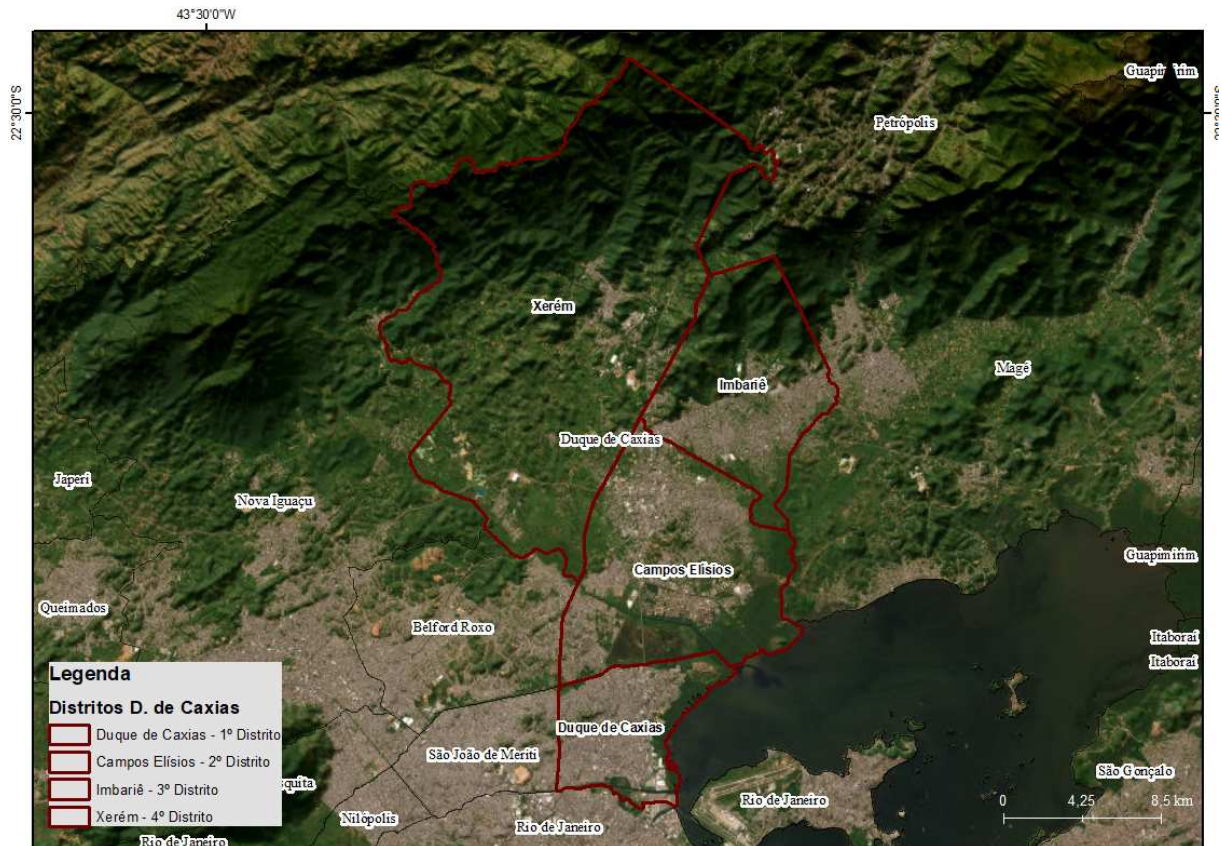 43°30'0"W
22°30'0"S
Guapimirim
Petrópolis
Xerém
Imbariê
Magé
Duque de Caxias
Japeri
Nova Iguaçu
Guapimirim
Campos Elísios
Queimados
Belford Roxo
Itaboraí
Itaboraí
Legenda
Distritos D. de Caxias
Duque de Caxias - 1º Distrito
Campos Elísios - 2º Distrito
Imbariê - 3º Distrito
Xerém - 4º Distrito
Duque de Caxias
São João de Meriti
São Gonçalo
squita
Rio de Janeiro
Nilópolis
Rio de Janeiro
Rio de Janeiro
0 4,25 8,5 km